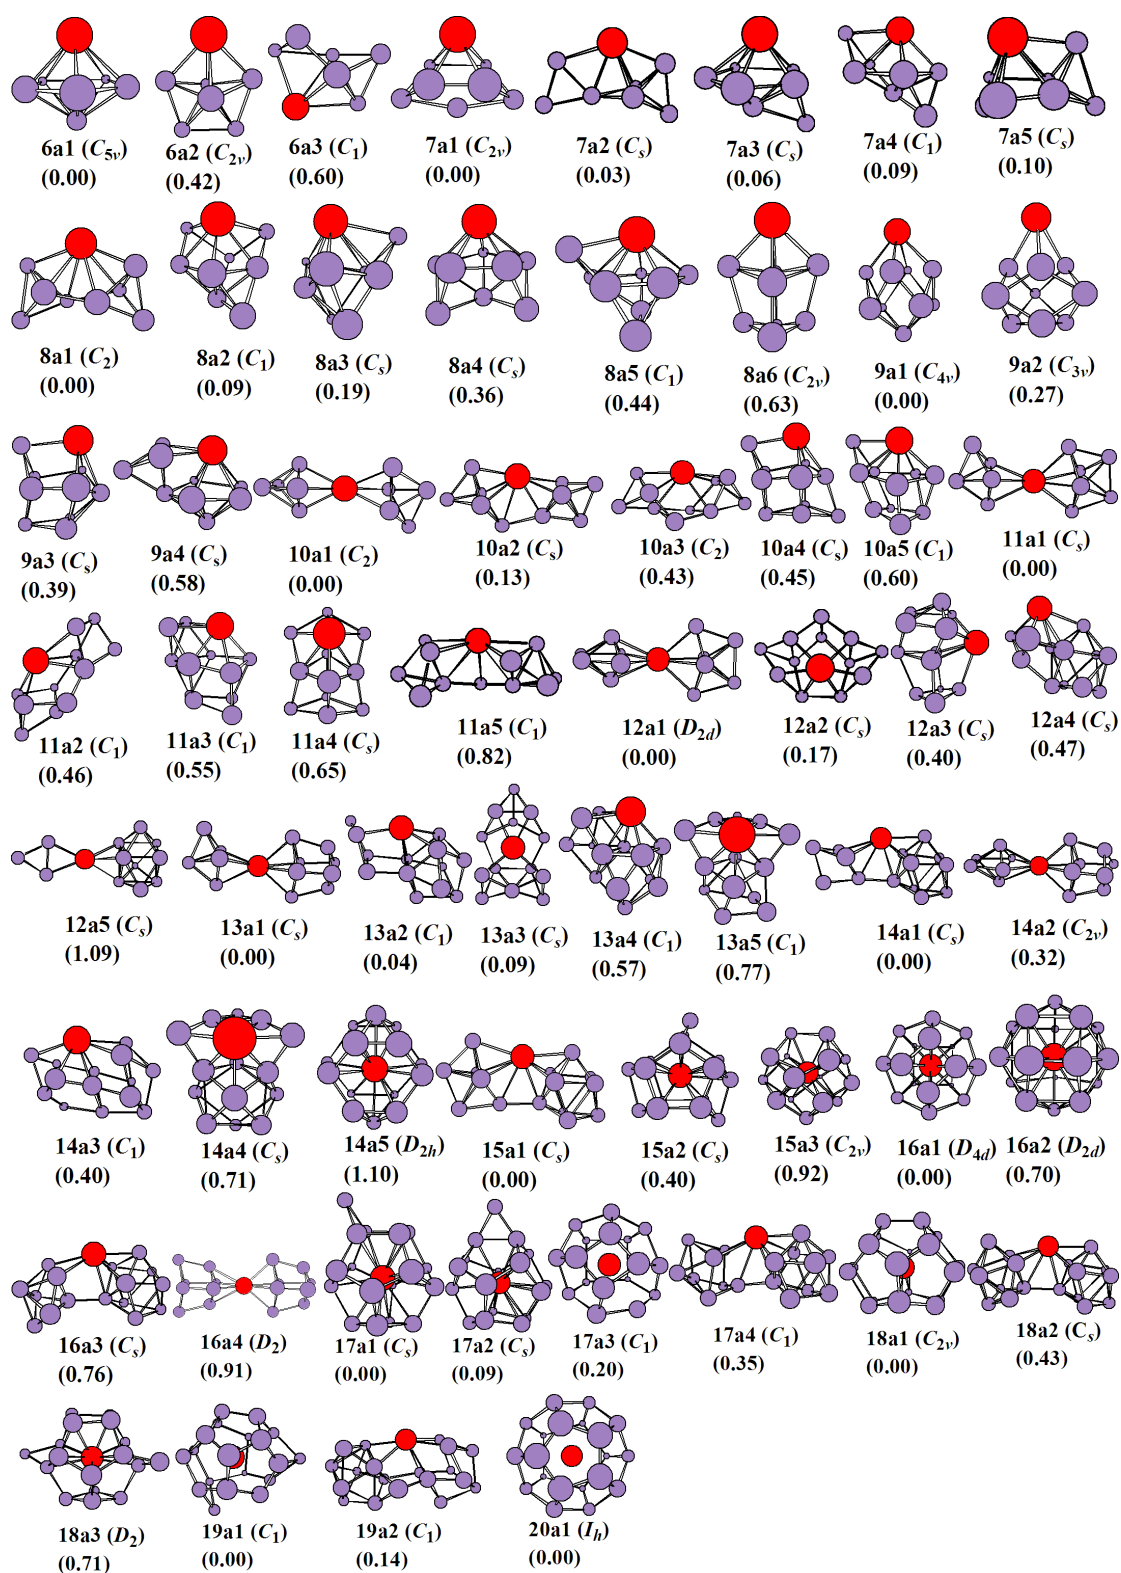 6a1 (C5v) 6a2 (C2v) 6a3 (C1) 7a1 (C2v) 7a2 (Cs) 7a3 (Cs) 7a4 (C1) 7a5 (Cs)
(0.00) (0.42) (0.60) (0.00) (0.03) (0.06) (0.09) (0.10)
8a1 (C2) 8a2 (C1) 8a3 (Cs) 8a4 (Cs) 8a5 (C1) 8a6 (C2v) 9a1 (C4v) 9a2 (C3v)
(0.00) (0.09) (0.19) (0.36) (0.44) (0.63) (0.00) (0.27)
9a3 (Cs) 9a4 (Cs) 10a1 (C2) 10a2 (Cs) 10a3 (C2) 10a4 (Cs) 10a5 (C1) 11a1 (Cs)
(0.39) (0.58) (0.00) (0.13) (0.43) (0.45) (0.60) (0.00)
11a2 (C1) 11a3 (C1) 11a4 (Cs) 11a5 (C1) 12a1 (D2d) 12a2 (Cs) 12a3 (Cs) 12a4 (Cs)
(0.46) (0.55) (0.65) (0.82) (0.00) (0.17) (0.40) (0.47)
12a5 (Cs) 13a1 (Cs) 13a2 (C1) 13a3 (Cs) 13a4 (C1) 13a5 (C1) 14a1 (Cs) 14a2 (C2v)
(1.09) (0.00) (0.04) (0.09) (0.57) (0.77) (0.00) (0.32)
14a3 (C1) 14a4 (Cs) 14a5 (D2h) 15a1 (Cs) 15a2 (Cs) 15a3 (C2v) 16a1 (D4d) 16a2 (D2d)
(0.40) (0.71) (1.10) (0.00) (0.40) (0.92) (0.00) (0.70)
16a3 (Cs) 16a4 (D2) 17a1 (Cs) 17a2 (Cs) 17a3 (C1) 17a4 (C1) 18a1 (C2v) 18a2 (Cs)
(0.76) (0.91) (0.00) (0.09) (0.20) (0.35) (0.00) (0.43)
18a3 (D2) 19a1 (C1) 19a2 (C1) 20a1 (Ih)
(0.71) (0.00) (0.14) (0.00)